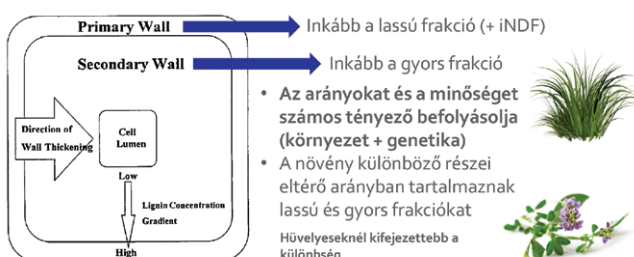 Primary Wall
Inkább a lassú frakció (+ iNDF)
Secondary Wall
Inkább a gyors frakció
Direction of
Wall Thickening
Cell
Lumen
Low
Lignin Concentration
Gradient
High
• Az arányokat és a minőséget
számos tényező befolyásolja
(környezet + genetika)
• A növény különböző részei
eltérő arányban tartalmaznak
lassú és gyors frakciókat
Hüvelyeseknél kifejezettebb a
különbség